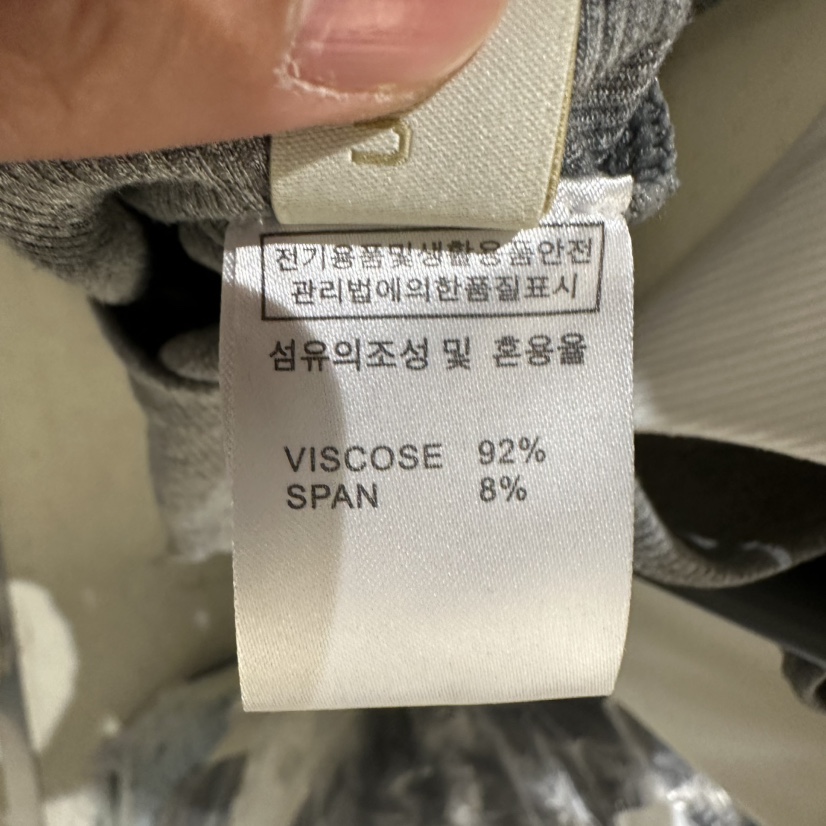 전기용품및생활용품안전
관리법에의한품질표시
섬유의조성 및 혼용율
VISCOSE 92%
SPAN 8%